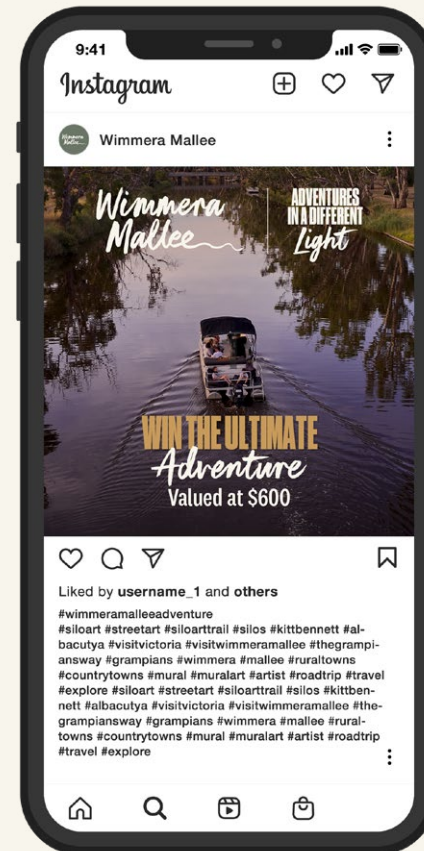 9:41
Instagram
Wimmera Mallee
Wimmera
Mallee
ADVENTURES
IN A DIFFERENT
Light
WIN THE ULTIMATE
Adventure
Valued at $600
Liked by username_1 and others
#wimmeramalleeadventure
#siloart #streetart #siloarttrail #silos #kittbennett #al-
bacutya #visitvictoria #visitwimmeramallee #thegrampi-
answay #grampians #wimmera #mallee #ruraltowns
#countrytowns #mural #muralart #artist #roadtrip #travel
#explore #siloart #streetart #siloarttrail #silos #kittben-
nett #albacutya #visitvictoria #visitwimmeramallee #the-
grampiansway #grampians #wimmera #mallee #rural-
towns #countrytowns #mural #muralart #artist #roadtrip
#travel #explore